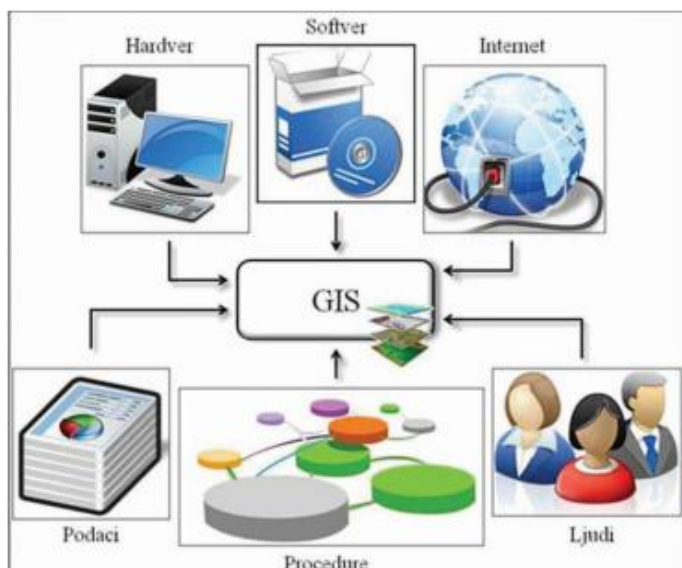 Softver
Hardver
Internet
GIS
Podaci
Procedure
Ljudi